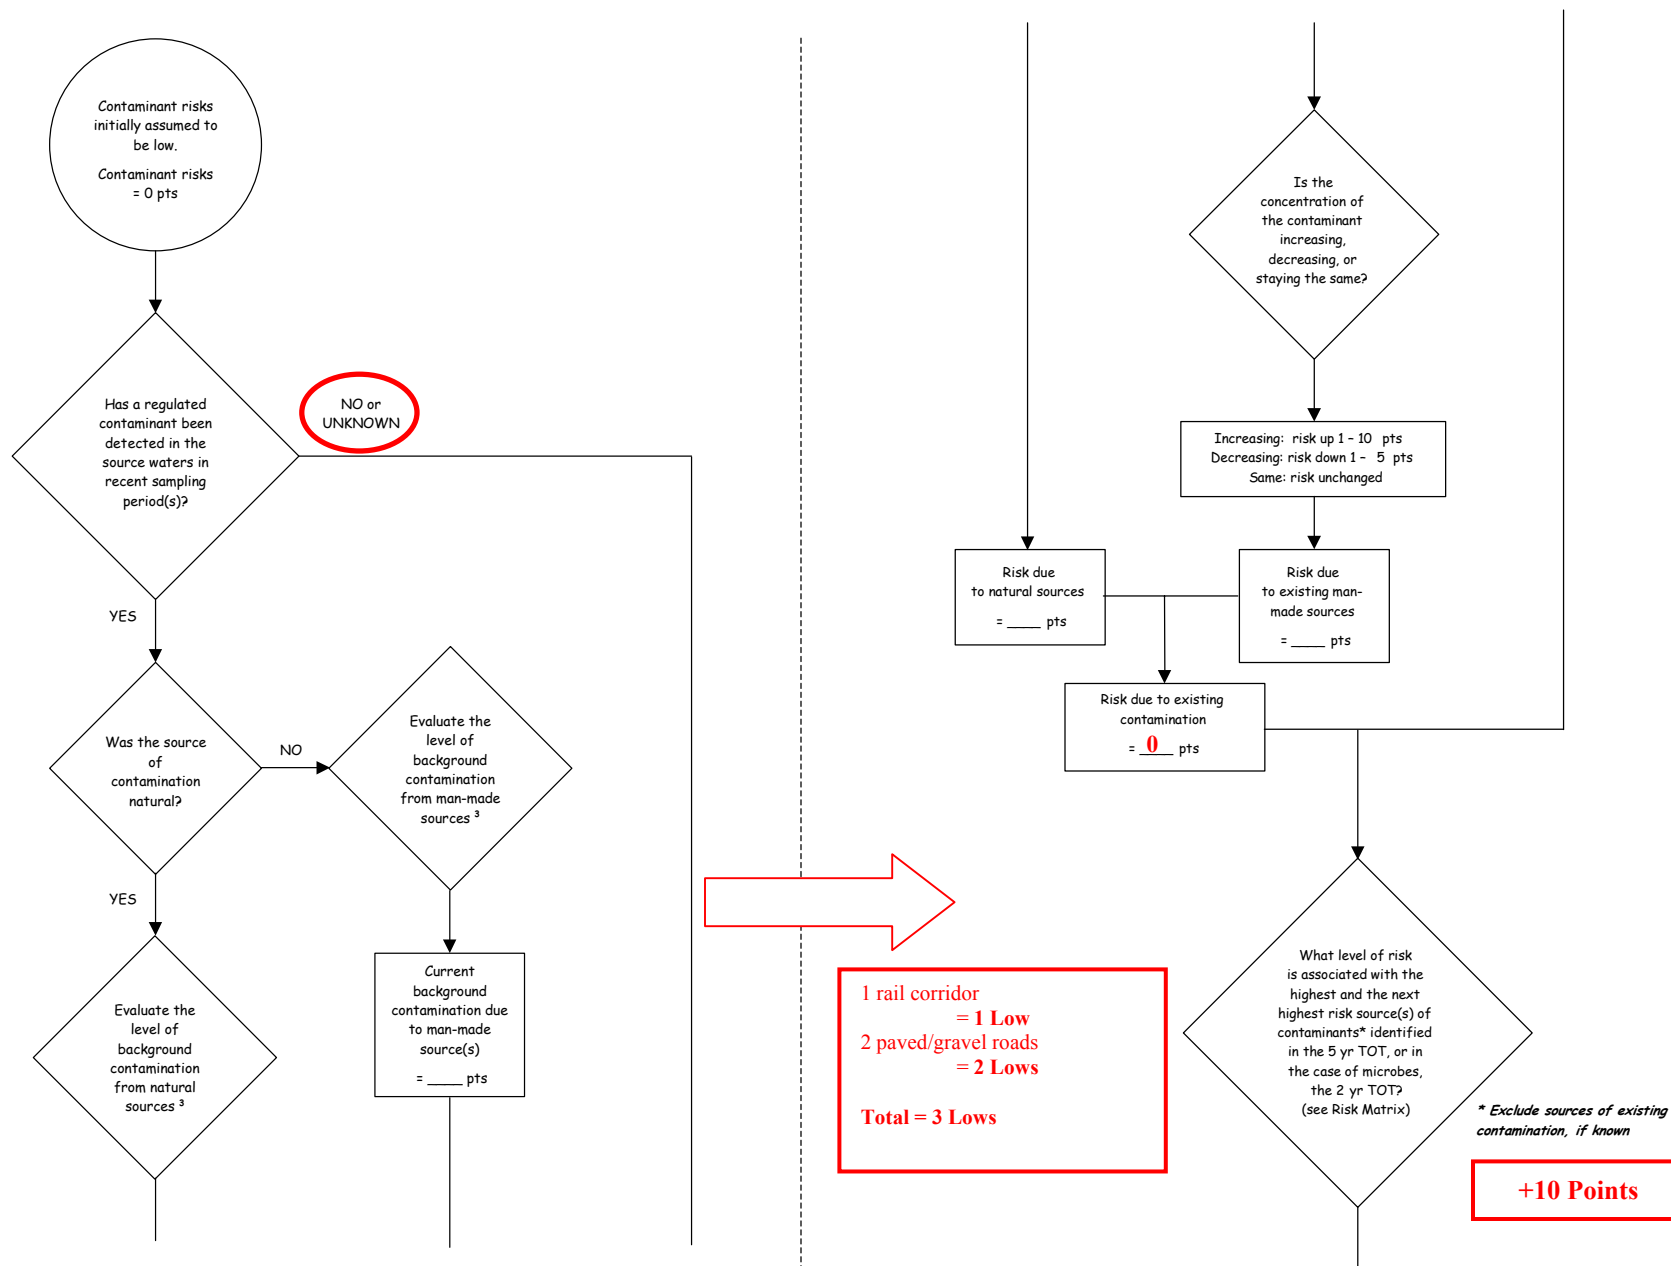 Contaminant risks
initially assumed to
be low.
Contaminant risks
= 0 pts
Has a regulated
contaminant been
detected in the
source waters in
recent sampling
period(s)?
NO or
UNKNOWN
YES
Was the source
of
contamination
natural?
NO
Evaluate the
level of
background
contamination
from man-made
sources ³
YES
Evaluate the
level of
background
contamination
from natural
sources ³
Current
background
contamination due
to man-made
source(s)
= ____ pts
Is the
concentration of
the contaminant
increasing,
decreasing, or
staying the same?
Increasing: risk up 1 – 10 pts
Decreasing: risk down 1 – 5 pts
Same: risk unchanged
Risk due
to natural sources
= ____ pts
Risk due
to existing man-
made sources
= ____ pts
Risk due to existing
contamination
= _0_ pts
1 rail corridor
= 1 Low
2 paved/gravel roads
= 2 Lows
Total = 3 Lows
What level of risk
is associated with the
highest and the next
highest risk source(s) of
contaminants* identified
in the 5 yr TOT, or in
the case of microbes,
the 2 yr TOT?
(see Risk Matrix)
* Exclude sources of existing
contamination, if known
+10 Points